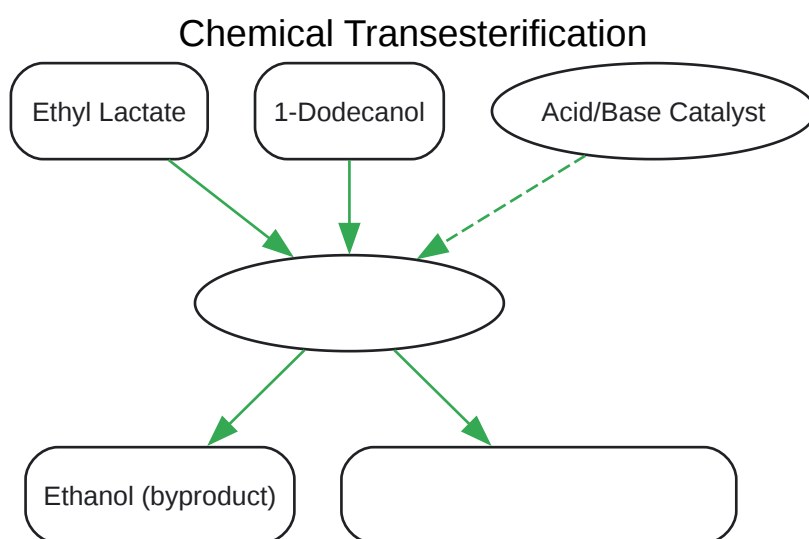 Chemical Transesterification
Ethyl Lactate
1-Dodecanol
Acid/Base Catalyst
Ethanol (byproduct)